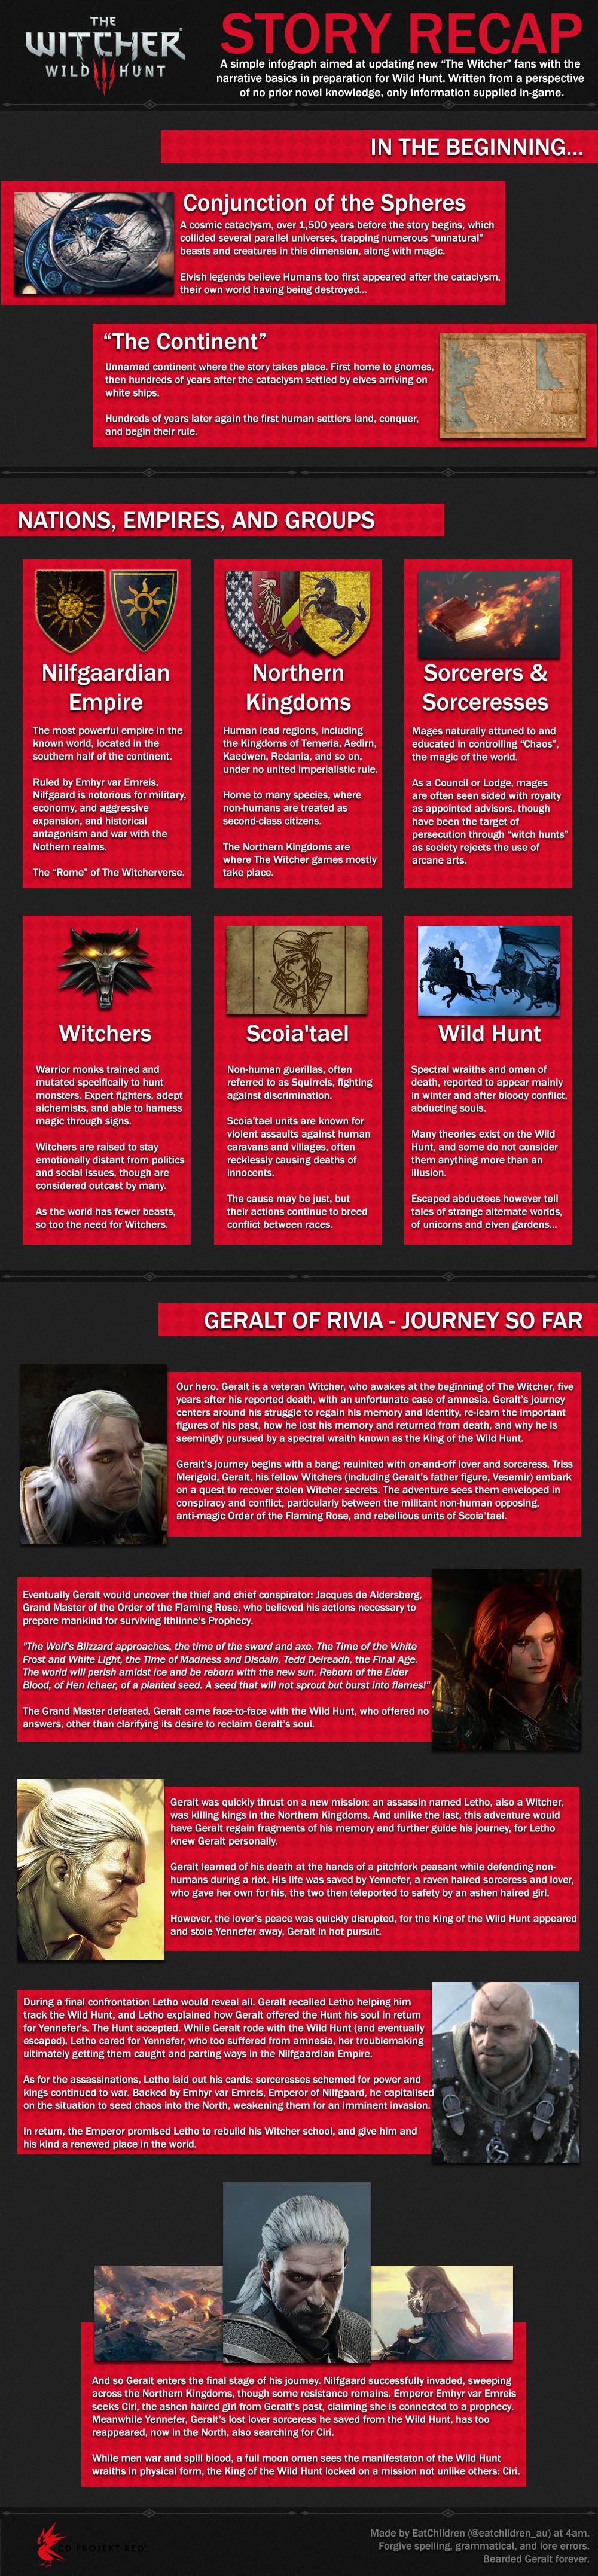 THE
WITCHER
WILD HUNT
STORY RECAP
A simple infograph aimed at updating new “The Witcher” fans with the
narrative basics in preparation for Wild Hunt. Written from a perspective
of no prior novel knowledge, only information supplied in-game.
IN THE BEGINNING...
Conjunction of the Spheres
A cosmic cataclysm, over 1,500 years before the story begins, which
collided several parallel universes, trapping numerous “unnatural”
beasts and creatures in this dimension, along with magic.
Elvish legends believe Humans too first appeared after the cataclysm,
their own world having being destroyed...
“The Continent”
Unnamed continent where the story takes place. First home to gnomes,
then hundreds of years after the cataclysm settled by elves arriving on
white ships.
Hundreds of years later again the first human settlers land, conquer,
and begin their rule.
NATIONS, EMPIRES, AND GROUPS
Nilfgaardian
Empire
The most powerful empire in the
known world, located in the
southern half of the continent.
Ruled by Emhyr var Emreis,
Nilfgaard is notorious for military,
economy, and aggressive
expansion, and historical
antagonism and war with the
Nothern realms.
The “Rome” of The Witcherverse.
Northern
Kingdoms
Human lead regions, including
the Kingdoms of Temeria, Aedirn,
Kaedwen, Redania, and so on,
under no united imperialistic rule.
Home to many species, where
non-humans are treated as
second-class citizens.
The Northern Kingdoms are
where The Witcher games mostly
take place.
Sorcerers &
Sorceresses
Mages naturally attuned to and
educated in controlling “Chaos”,
the magic of the world.
As a Council or Lodge, mages
are often seen sided with royalty
as appointed advisors, though
have been the target of
persecution through “witch hunts”
as society rejects the use of
arcane arts.
Witchers
Warrior monks trained and
mutated specifically to hunt
monsters. Expert fighters, adept
alchemists, and able to harness
magic through signs.
Witchers are raised to stay
emotionally distant from politics
and social issues, though are
considered outcast by many.
As the world has fewer beasts,
so too the need for Witchers.
Scoia'tael
Non-human guerillas, often
referred to as Squirrels, fighting
against discrimination.
Scoia'tael units are known for
violent assaults against human
caravans and villages, often
recklessly causing deaths of
innocents.
The cause may be just, but
their actions continue to breed
conflict between races.
Wild Hunt
Spectral wraiths and omen of
death, reported to appear mainly
in winter and after bloody conflict,
abducting souls.
Many theories exist on the Wild
Hunt, and some do not consider
them anything more than an
illusion.
Escaped abductees however tell
tales of strange alternate worlds,
of unicorns and elven gardens...
GERALT OF RIVIA - JOURNEY SO FAR
Our hero. Geralt is a veteran Witcher, who awakes at the beginning of The Witcher, five
years after his reported death, with an unfortunate case of amnesia. Geralt's journey
centers around his struggle to regain his memory and identity, re-learn the important
figures of his past, how he lost his memory and returned from death, and why he is
seemingly pursued by a spectral wraith known as the King of the Wild Hunt.
Geralt's journey begins with a bang: reuinited with on-and-off lover and sorceress, Triss
Merigold, Geralt, his fellow Witchers (including Geralt's father figure, Vesemir) embark
on a quest to recover stolen Witcher secrets. The adventure sees them enveloped in
conspiracy and conflict, particularly between the militant non-human opposing,
anti-magic Order of the Flaming Rose, and rebellious units of Scoia'tael.
Eventually Geralt would uncover the thief and chief conspirator: Jacques de Aldersberg,
Grand Master of the Order of the Flaming Rose, who believed his actions necessary to
prepare mankind for surviving Ithlinne's Prophecy.
"The Wolf's Blizzard approaches, the time of the sword and axe. The Time of the White
Frost and White Light, the Time of Madness and Disdain, Tedd Deireadh, the Final Age.
The world will perish amidst ice and be reborn with the new sun. Reborn of the Elder
Blood, of Hen Ichaer, of a planted seed. A seed that will not sprout but burst into flames!"
The Grand Master defeated, Geralt came face-to-face with the Wild Hunt, who offered no
answers, other than clarifying its desire to reclaim Geralt's soul.
Geralt was quickly thrust on a new mission: an assassin named Letho, also a Witcher,
was killing kings in the Northern Kingdoms. And unlike the last, this adventure would
have Geralt regain fragments of his memory and further guide his journey, for Letho
knew Geralt personally.
Geralt learned of his death at the hands of a pitchfork peasant while defending non-
humans during a riot. His life was saved by Yennefer, a raven haired sorceress and lover,
who gave her own for his, the two then teleported to safety by an ashen haired girl.
However, the lover's peace was quickly disrupted, for the King of the Wild Hunt appeared
and stole Yennefer away, Geralt in hot pursuit.
During a final confrontation Letho would reveal all. Geralt recalled Letho helping him
track the Wild Hunt, and Letho explained how Geralt offered the Hunt his soul in return
for Yennefer's. The Hunt accepted. While Geralt rode with the Wild Hunt (and eventually
escaped), Letho cared for Yennefer, who too suffered from amnesia, her troublemaking
ultimately getting them caught and parting ways in the Nilfgaardian Empire.
As for the assassinations, Letho laid out his cards: sorceresses schemed for power and
kings continued to war. Backed by Emhyr var Emreis, Emperor of Nilfgaard, he capitalised
on the situation to seed chaos into the North, weakening them for an imminent invasion.
In return, the Emperor promised Letho to rebuild his Witcher school, and give him and
his kind a renewed place in the world.
And so Geralt enters the final stage of his journey. Nilfgaard successfully invaded, sweeping
across the Northern Kingdoms, though some resistance remains. Emperor Emhyr var Emreis
seeks Ciri, the ashen haired girl from Geralt's past, claiming she is connected to a prophecy.
Meanwhile Yennefer, Geralt's lost lover sorceress he saved from the Wild Hunt, has too
reappeared, now in the North, also searching for Ciri.
While men war and spill blood, a full moon omen sees the manifestaton of the Wild Hunt
wraiths in physical form, the King of the Wild Hunt locked on a mission not unlike others: Ciri.
CD PROJEKT RED
Made by EatChildren (@eatchildren_au) at 4am.
Forgive spelling, grammatical, and lore errors.
Bearded Geralt forever.